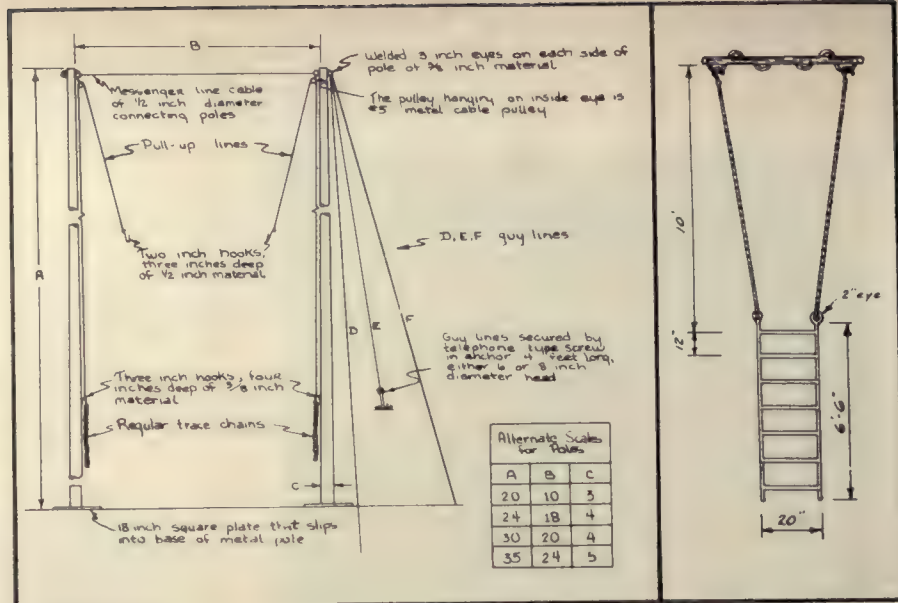 B
Welded 3 inch eyes on each side of
pole of 3/8 inch material
Messenger line cable
of 1/2 inch diameter
connecting poles
The pulley hanging on inside eye is
#5 metal cable pulley
Pull-up lines
D, E, F guy lines
Two inch hooks,
three inches deep
of 1/2 inch material
A
D
E
F
Guy lines secured by
telephone type screw
in anchor 4 feet long,
either 6 or 8 inch
diameter head
Three inch hooks, four
inches deep of 3/8 inch
material
Regular trace chains
C
18 inch square plate that slips
into base of metal pole
Alternate Scales
for Poles
A B C
20 10 3
24 18 4
30 20 4
35 24 5
10'
2" eye
12"
6'-6"
20"